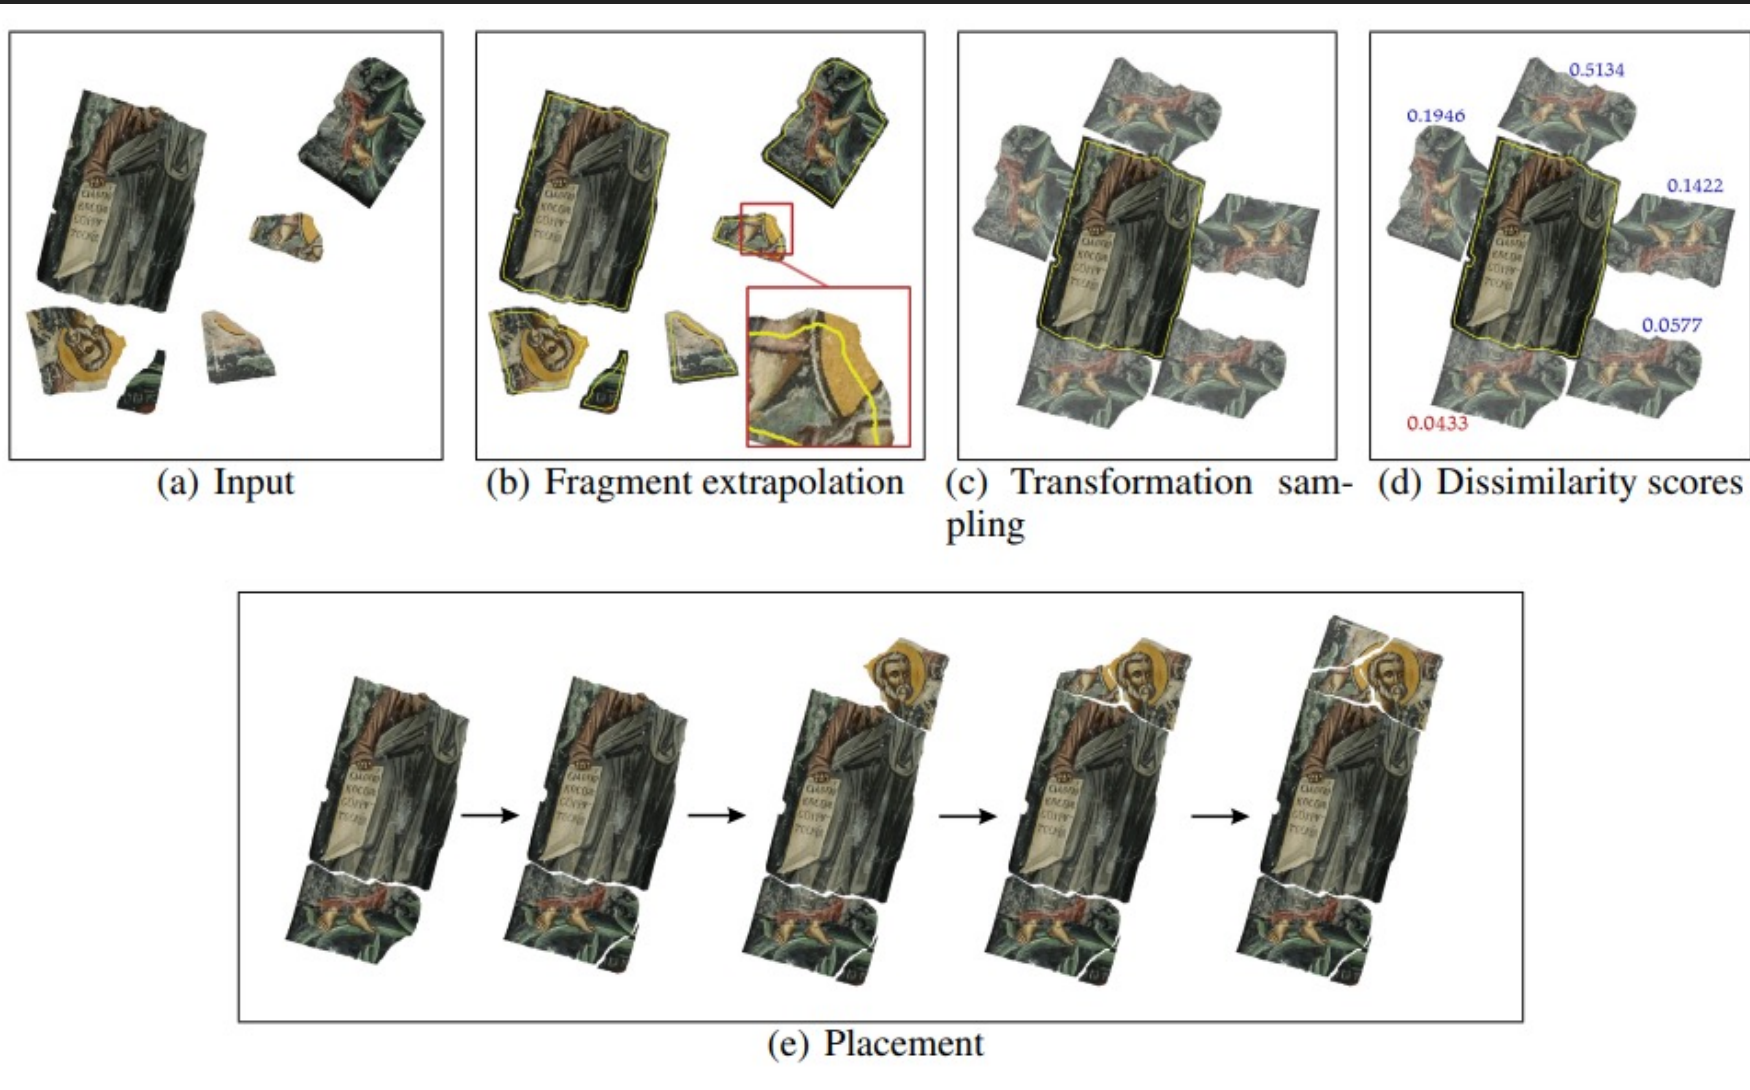 (a) Input
(b) Fragment extrapolation
0.5134
0.1946
0.1422
0.0577
0.0433
(c) Transformation sam-
pling
(d) Dissimilarity scores
(e) Placement